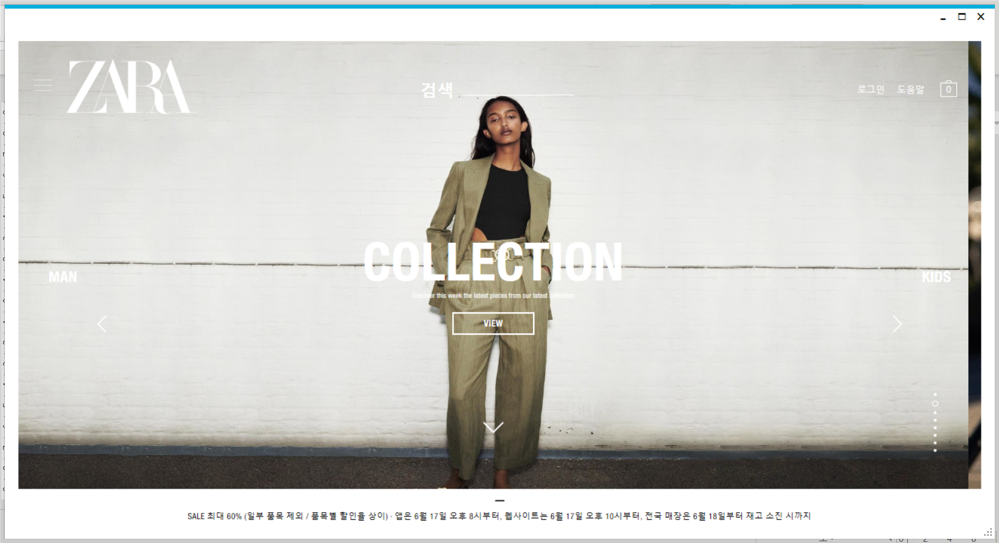 ZARA
검색
로그인 도움말 0
COLLECTION
MAN
KIDS
Discover this week the latest pieces from our latest collection
VIEW
SALE 최대 60% (일부 품목 제외 / 품목별 할인율 상이) · 앱은 6월 17일 오후 8시부터, 웹사이트는 6월 17일 오후 10시부터, 전국 매장은 6월 18일부터 재고 소진 시까지